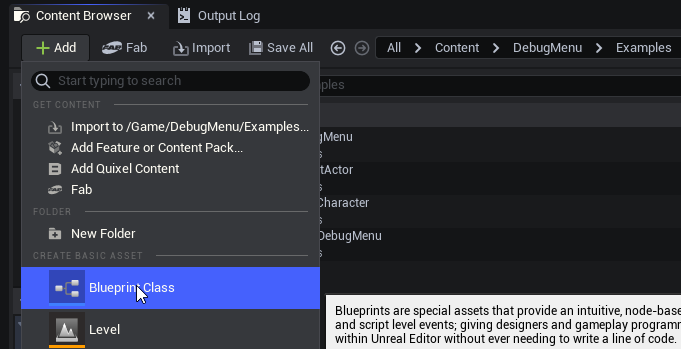 Content Browser
Output Log
Add
Fab
Import
Save All
All > Content > DebugMenu > Examples
Start typing to search
GET CONTENT
Import to /Game/DebugMenu/Examples...
Add Feature or Content Pack...
Add Quixel Content
Fab
FOLDER
New Folder
CREATE BASIC ASSET
Blueprint Class
Level
Blueprints are special assets that provide an intuitive, node-base
and script level events; giving designers and gameplay programm
within Unreal Editor without ever needing to write a line of code.
ples
gMenu
s
tActor
s
Character
s
DebugMenu
s